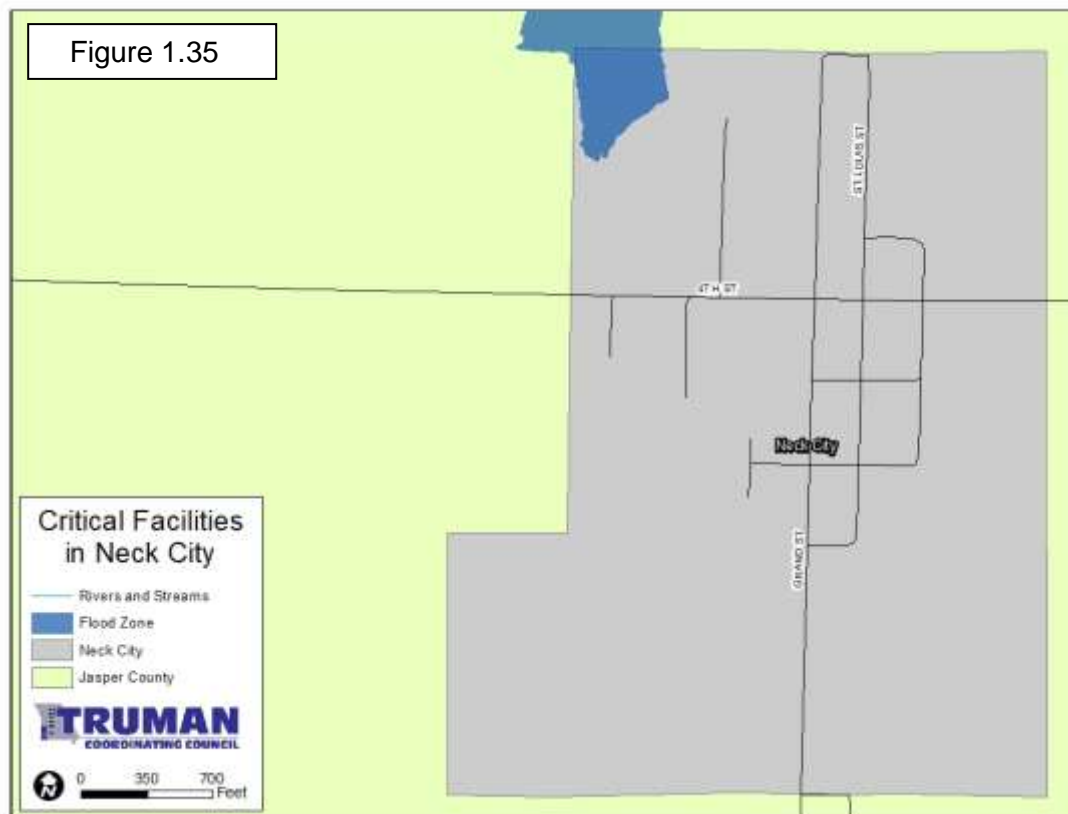 Figure 1.35
ST LOUIS ST
4T H ST
Neck City
GRAND ST
Critical Facilities
in Neck City
Rivers and Streams
Flood Zone
Neck City
Jasper County
TRUMAN
COORDINATING COUNCIL
N 0 350 700
Feet